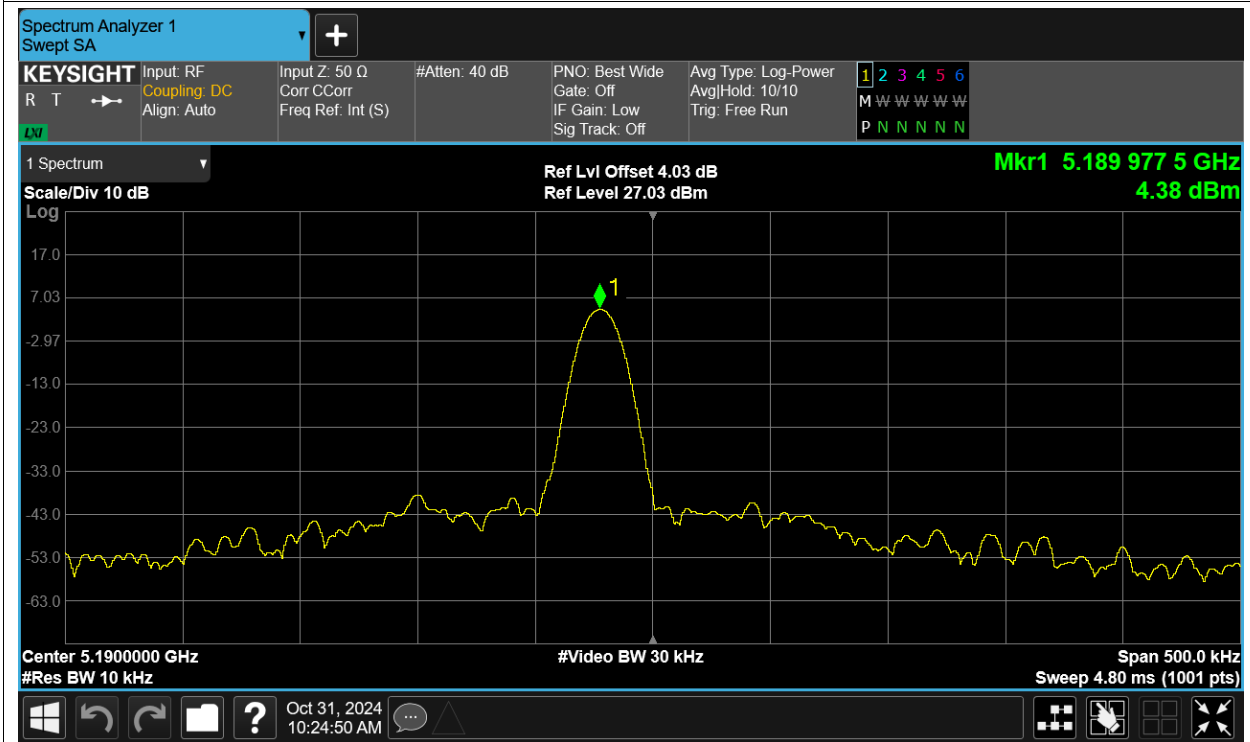 Spectrum Analyzer 1
Swept SA
+
KEYSIGHT
R T
LXI
Input: RF
Coupling: DC
Align: Auto
Input Z: 50 Ω
Corr CCorr
Freq Ref: Int (S)
#Atten: 40 dB
PNO: Best Wide
Gate: Off
IF Gain: Low
Sig Track: Off
Avg Type: Log-Power
Avg|Hold: 10/10
Trig: Free Run
1 2 3 4 5 6
M W W W W W
P N N N N N
1 Spectrum
Scale/Div 10 dB
Log
Ref Lvl Offset 4.03 dB
Ref Level 27.03 dBm
Mkr1 5.189 977 5 GHz
4.38 dBm
17.0
7.03
-2.97
-13.0
-23.0
-33.0
-43.0
-53.0
-63.0
1
Center 5.1900000 GHz
#Res BW 10 kHz
#Video BW 30 kHz
Span 500.0 kHz
Sweep 4.80 ms (1001 pts)
?
Oct 31, 2024
10:24:50 AM